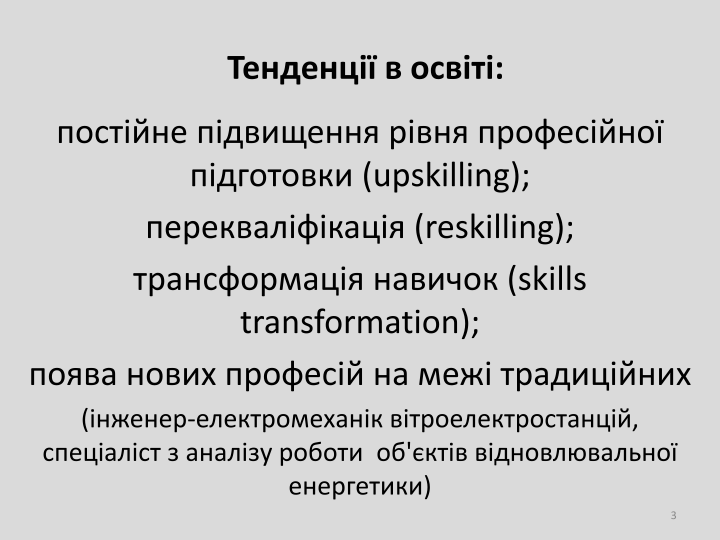 Тенденції в освіті:
постійне підвищення рівня професійної
підготовки (upskilling);
перекваліфікація (reskilling);
трансформація навичок (skills
transformation);
поява нових професій на межі традиційних
(інженер-електромеханік вітроелектростанцій,
спеціаліст з аналізу роботи  об'єктів відновлювальної
енергетики)
3